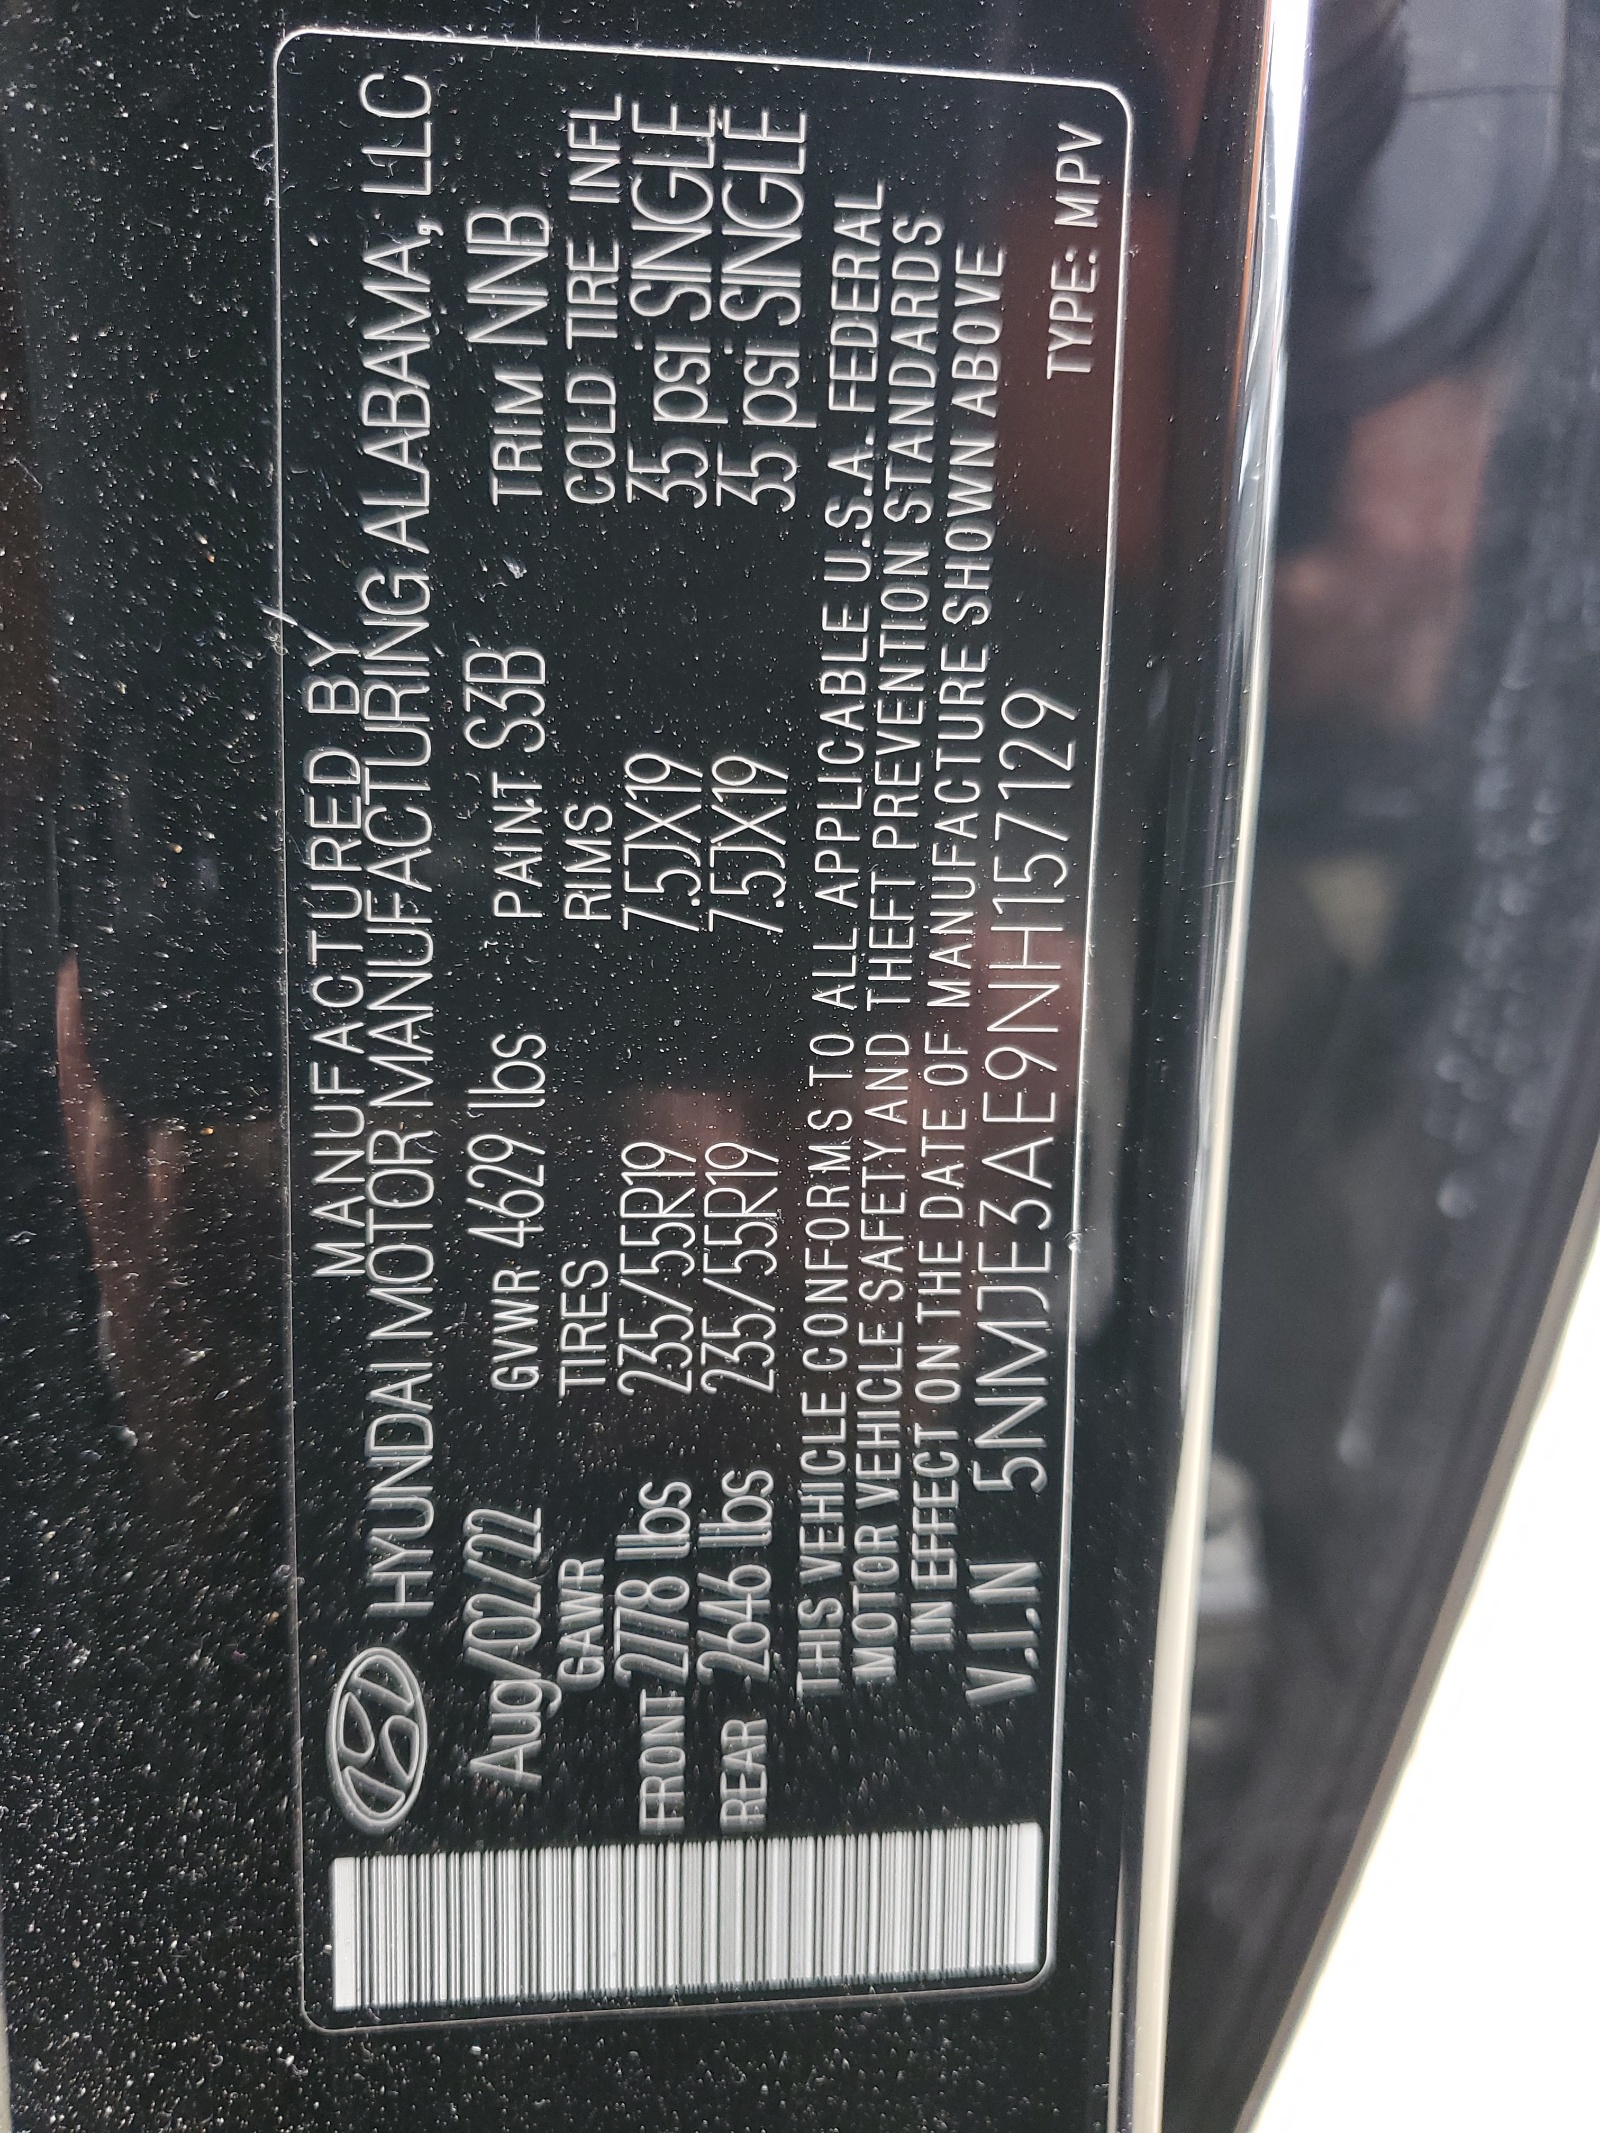 MANUFACTURED BY
HYUNDAI MOTOR MANUFACTURING ALABAMA, LLC
Aug/02/22 GVWR 4629 lbs PAINT S3B TRIM NNB
GAWR TIRES RIMS COLD TIRE INFL
FRONT 2778 lbs 235/55R19 7.5JX19 35 psi SINGLE
REAR 2646 lbs 235/55R19 7.5JX19 35 psi SINGLE
THIS VEHICLE CONFORMS TO ALL APPLICABLE U.S.A. FEDERAL
MOTOR VEHICLE SAFETY AND THEFT PREVENTION STANDARDS
IN EFFECT ON THE DATE OF MANUFACTURE SHOWN ABOVE
V.I.N 5NMJE3AE9NH157129 TYPE: MPV